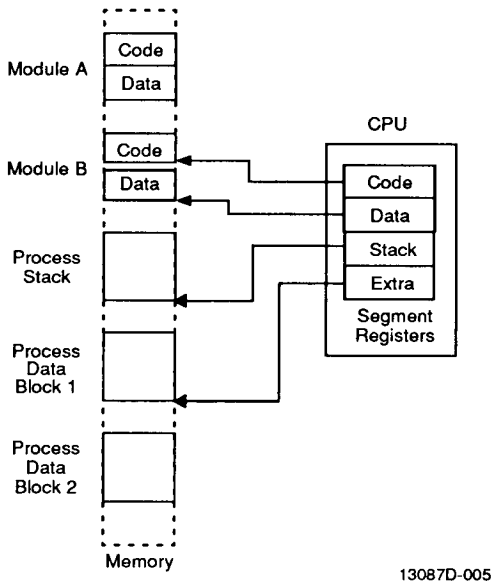 Module A
Code
Data
Module B
Code
Data
Process
Stack
Process
Data
Block 1
Process
Data
Block 2
Memory
CPU
Code
Data
Stack
Extra
Segment
Registers
13087D-005